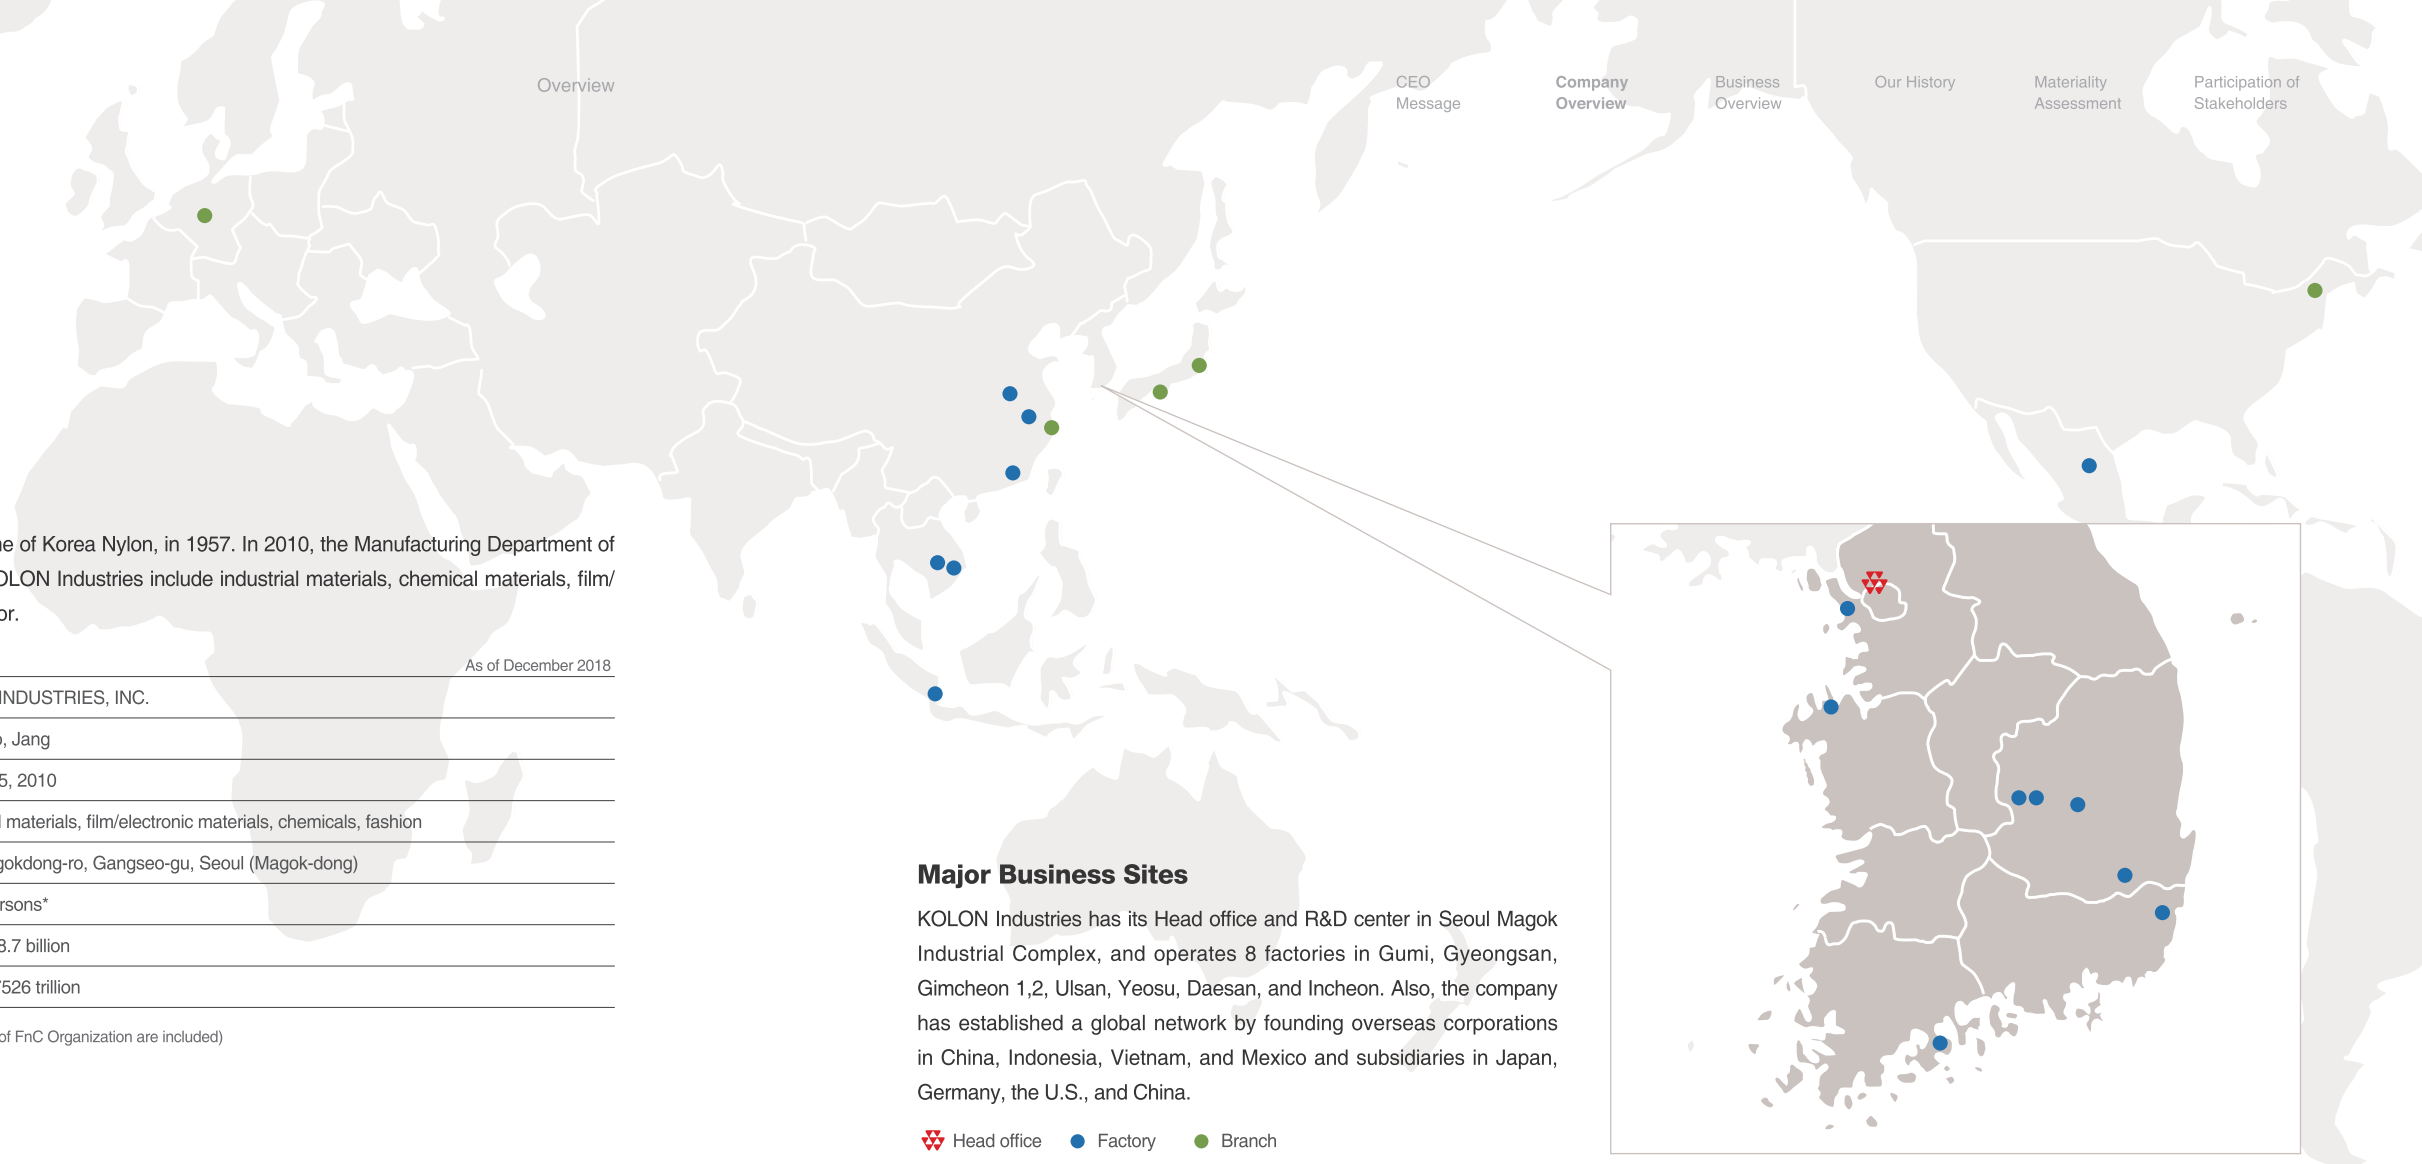 Overview
CEO
Message
Company
Overview
Business
Overview
Our History
Materiality
Assessment
Participation of
Stakeholders
ne of Korea Nylon, in 1957. In 2010, the Manufacturing Department of
OLON Industries include industrial materials, chemical materials, film/
or.
As of December 2018
INDUSTRIES, INC.
o, Jang
5, 2010
l materials, film/electronic materials, chemicals, fashion
gokdong-ro, Gangseo-gu, Seoul (Magok-dong)
rsons*
8.7 billion
7526 trillion
of FnC Organization are included)
Major Business Sites
KOLON Industries has its Head office and R&D center in Seoul Magok
Industrial Complex, and operates 8 factories in Gumi, Gyeongsan,
Gimcheon 1,2, Ulsan, Yeosu, Daesan, and Incheon. Also, the company
has established a global network by founding overseas corporations
in China, Indonesia, Vietnam, and Mexico and subsidiaries in Japan,
Germany, the U.S., and China.
Head office
Factory
Branch